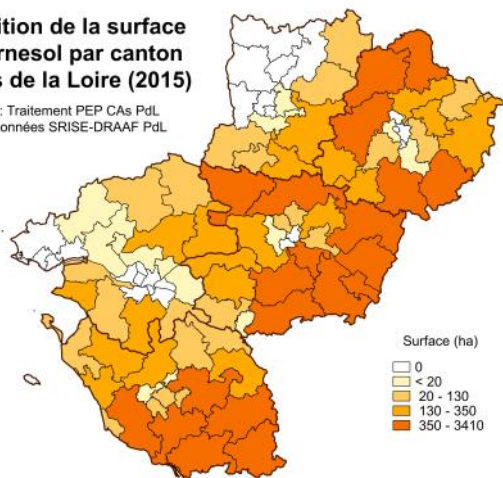 ition de la surface
rnesol par canton
s de la Loire (2015)
: Traitement PEP CAs PdL
onnées SRISE-DRAAF PdL
Surface (ha)
0
< 20
20 - 130
130 - 350
350 - 3410